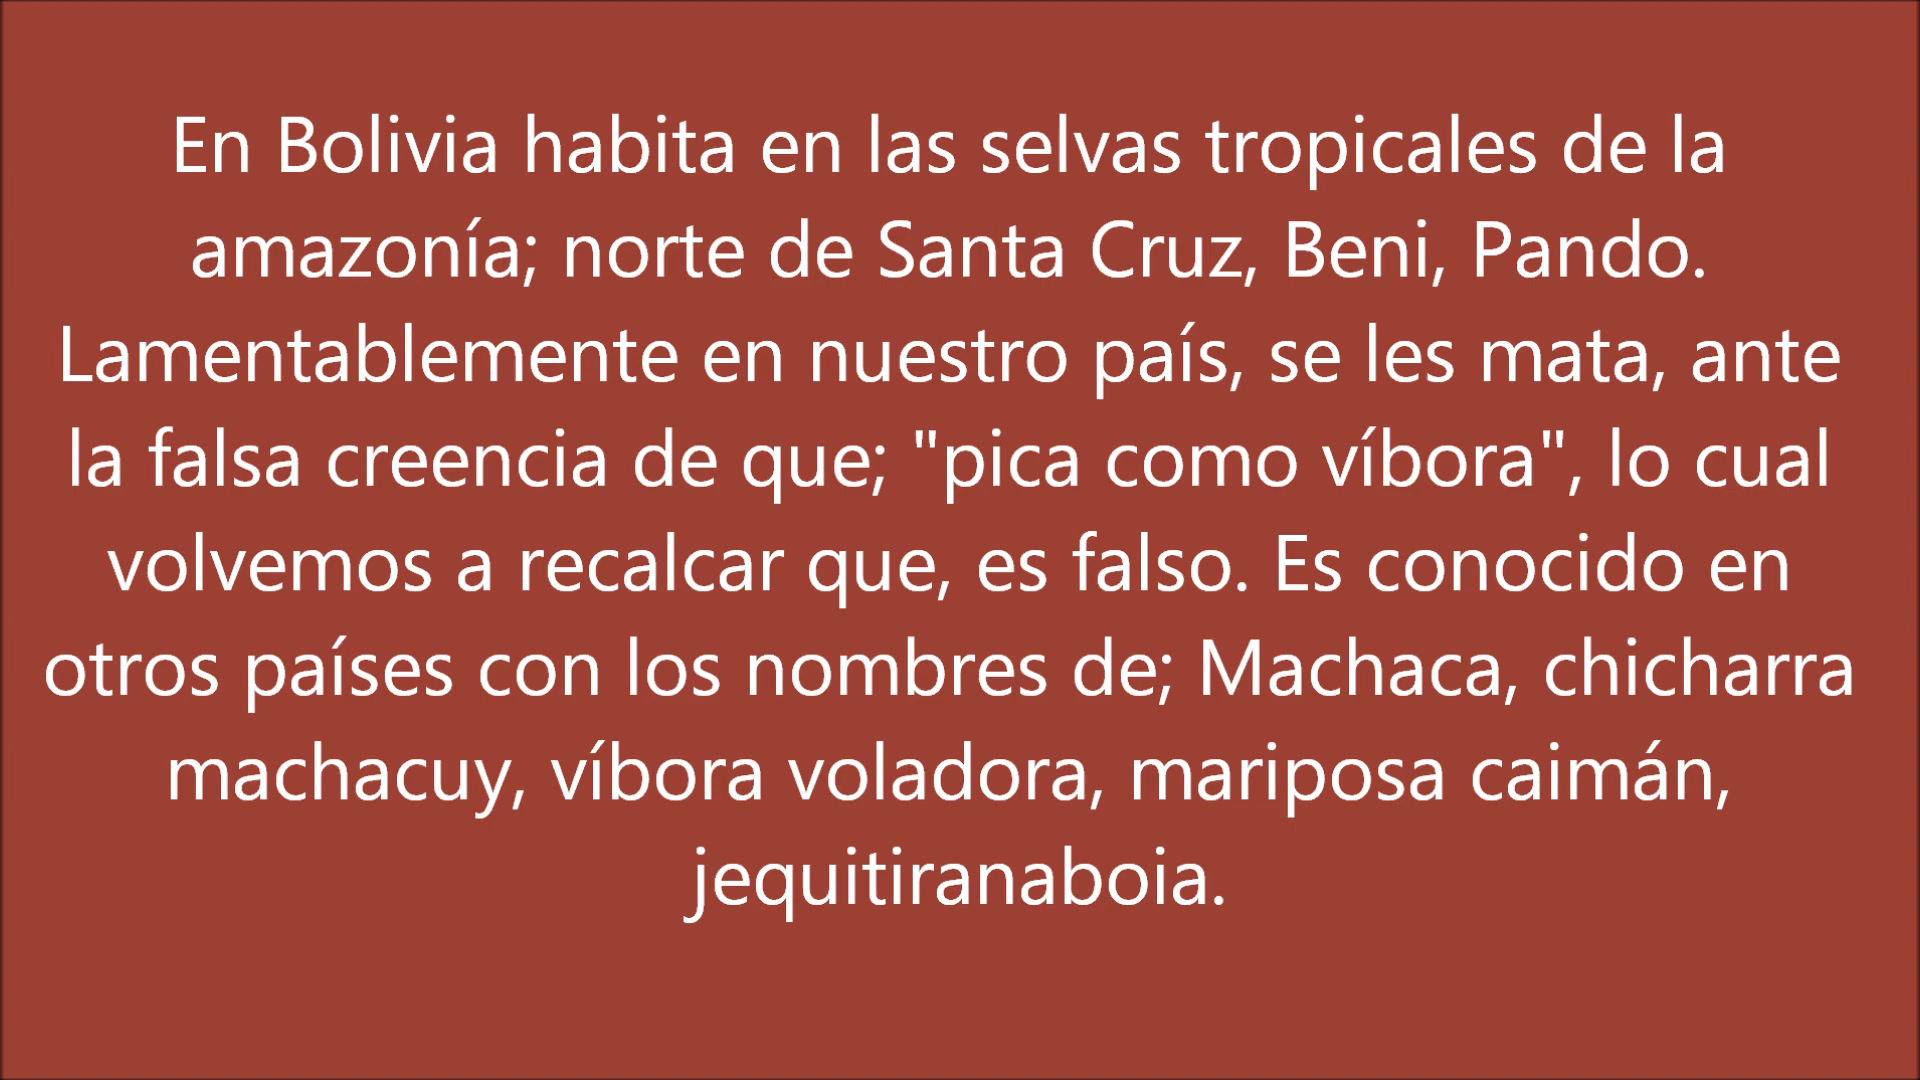 En Bolivia habita en las selvas tropicales de la
amazonía; norte de Santa Cruz, Beni, Pando.
Lamentablemente en nuestro país, se les mata, ante
la falsa creencia de que; "pica como víbora", lo cual
volvemos a recalcar que, es falso. Es conocido en
otros países con los nombres de; Machaca, chicharra
machacuy, víbora voladora, mariposa caimán,
jequitiranaboia.